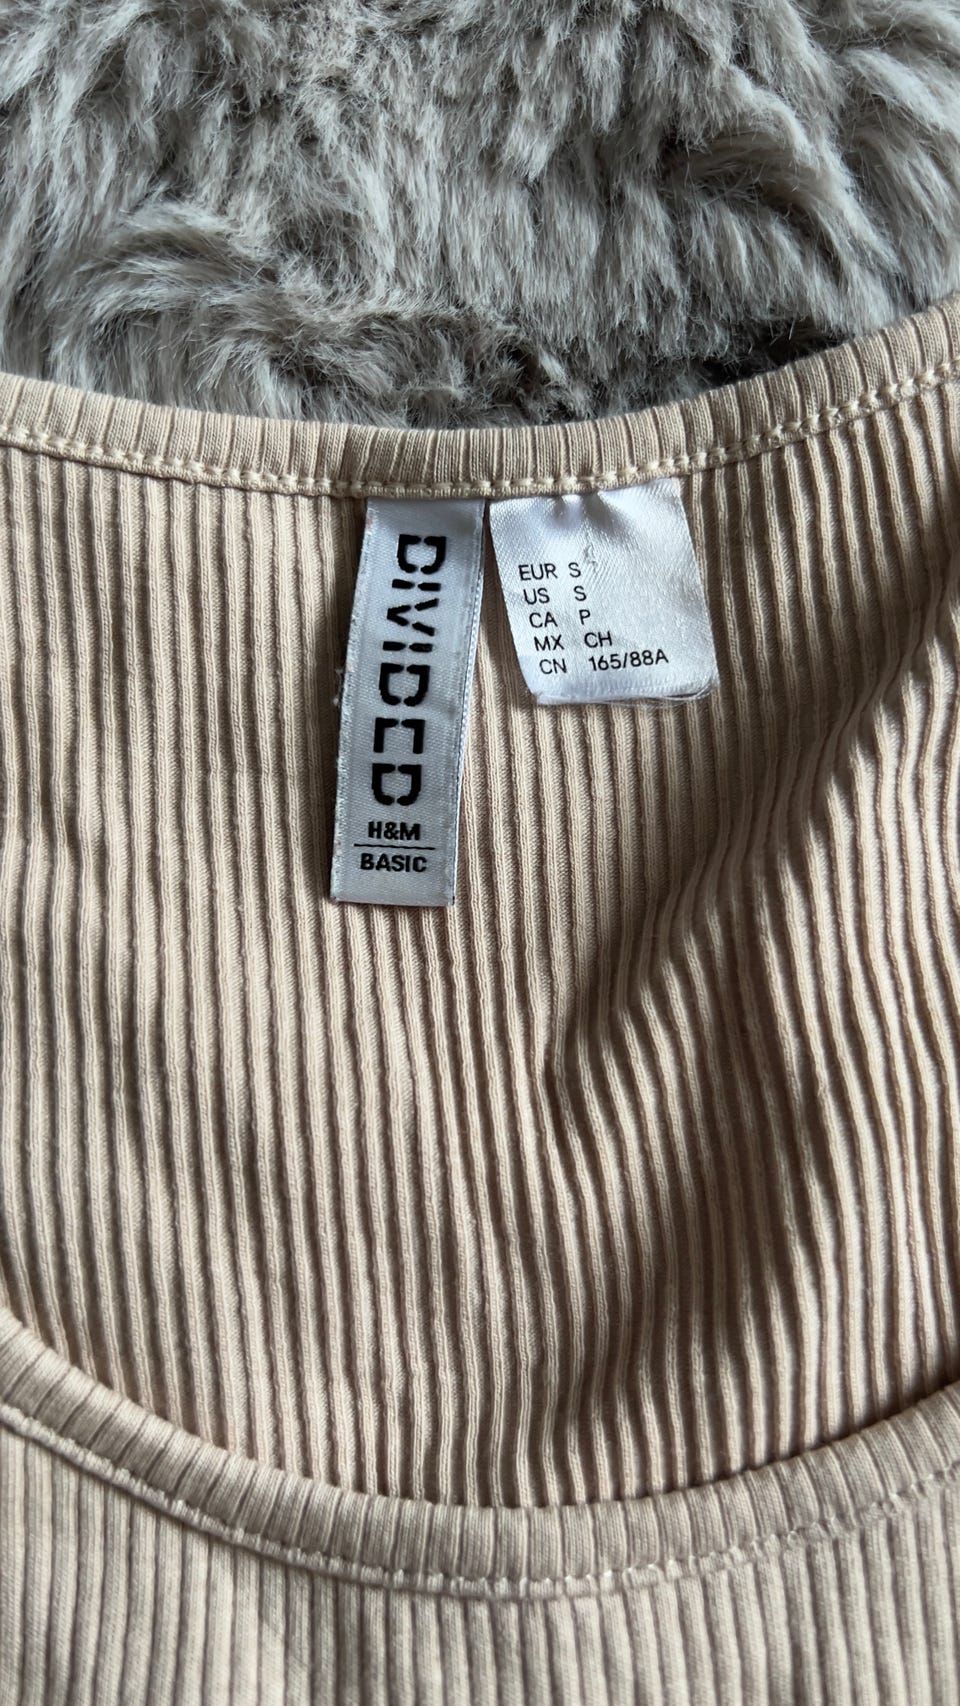 DIVIDED
H&M
BASIC
EUR S
US S
CA P
MX CH
CN 165/88A